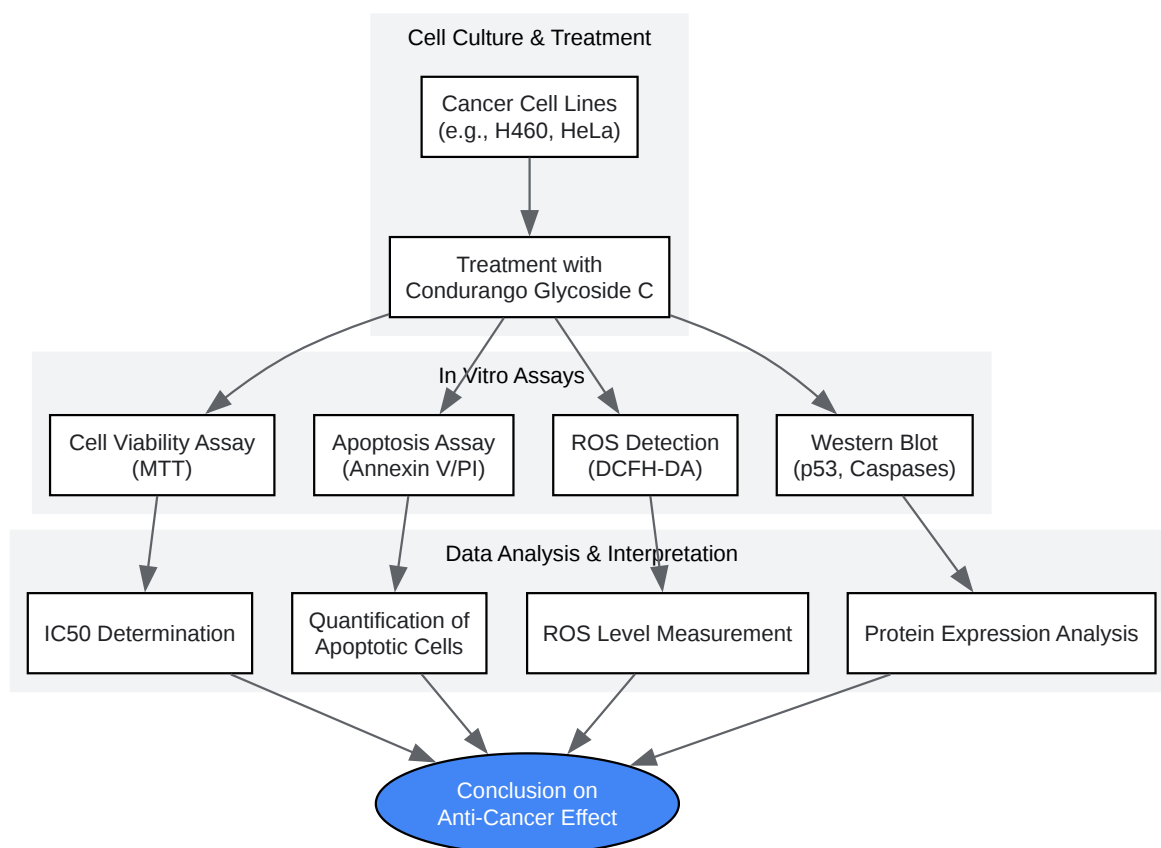 Cell Culture & Treatment
Cancer Cell Lines
(e.g., H460, HeLa)
Treatment with
Condurango Glycoside C
In Vitro Assays
Cell Viability Assay
(MTT)
Apoptosis Assay
(Annexin V/PI)
ROS Detection
(DCFH-DA)
Western Blot
(p53, Caspases)
Data Analysis & Interpretation
IC50 Determination
Quantification of
Apoptotic Cells
ROS Level Measurement
Protein Expression Analysis
Conclusion on
Anti-Cancer Effect